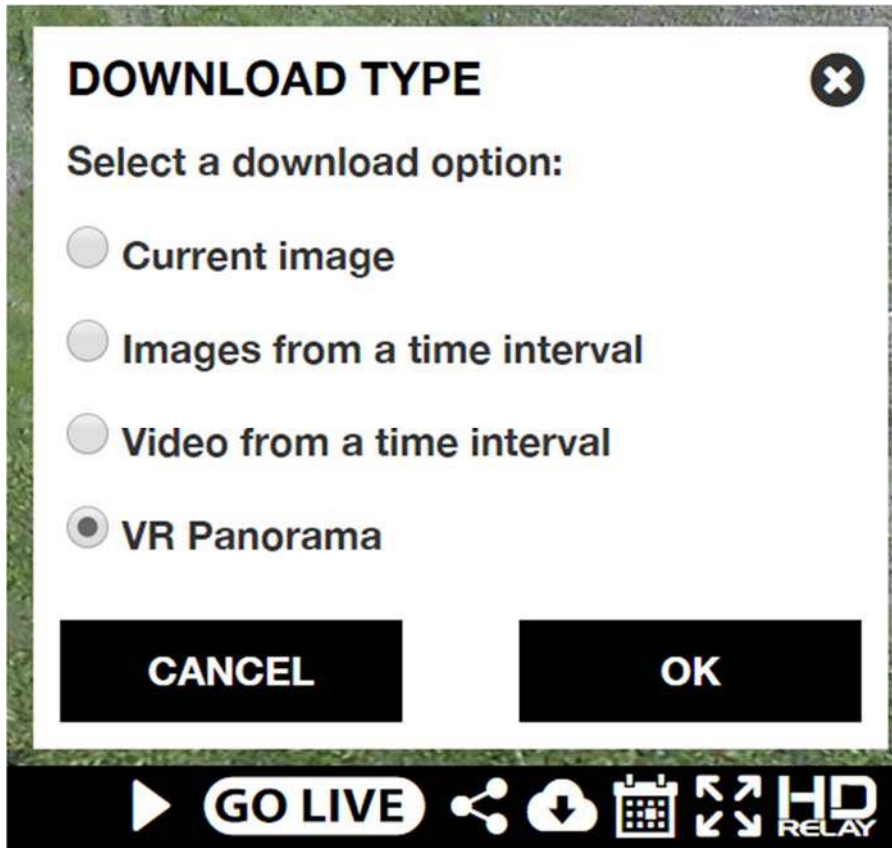 DOWNLOAD TYPE
Select a download option:
Current image
Images from a time interval
Video from a time interval
VR Panorama
CANCEL OK
GO LIVE HD
RELAY